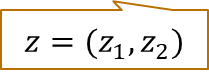 z = (z₁, z₂)